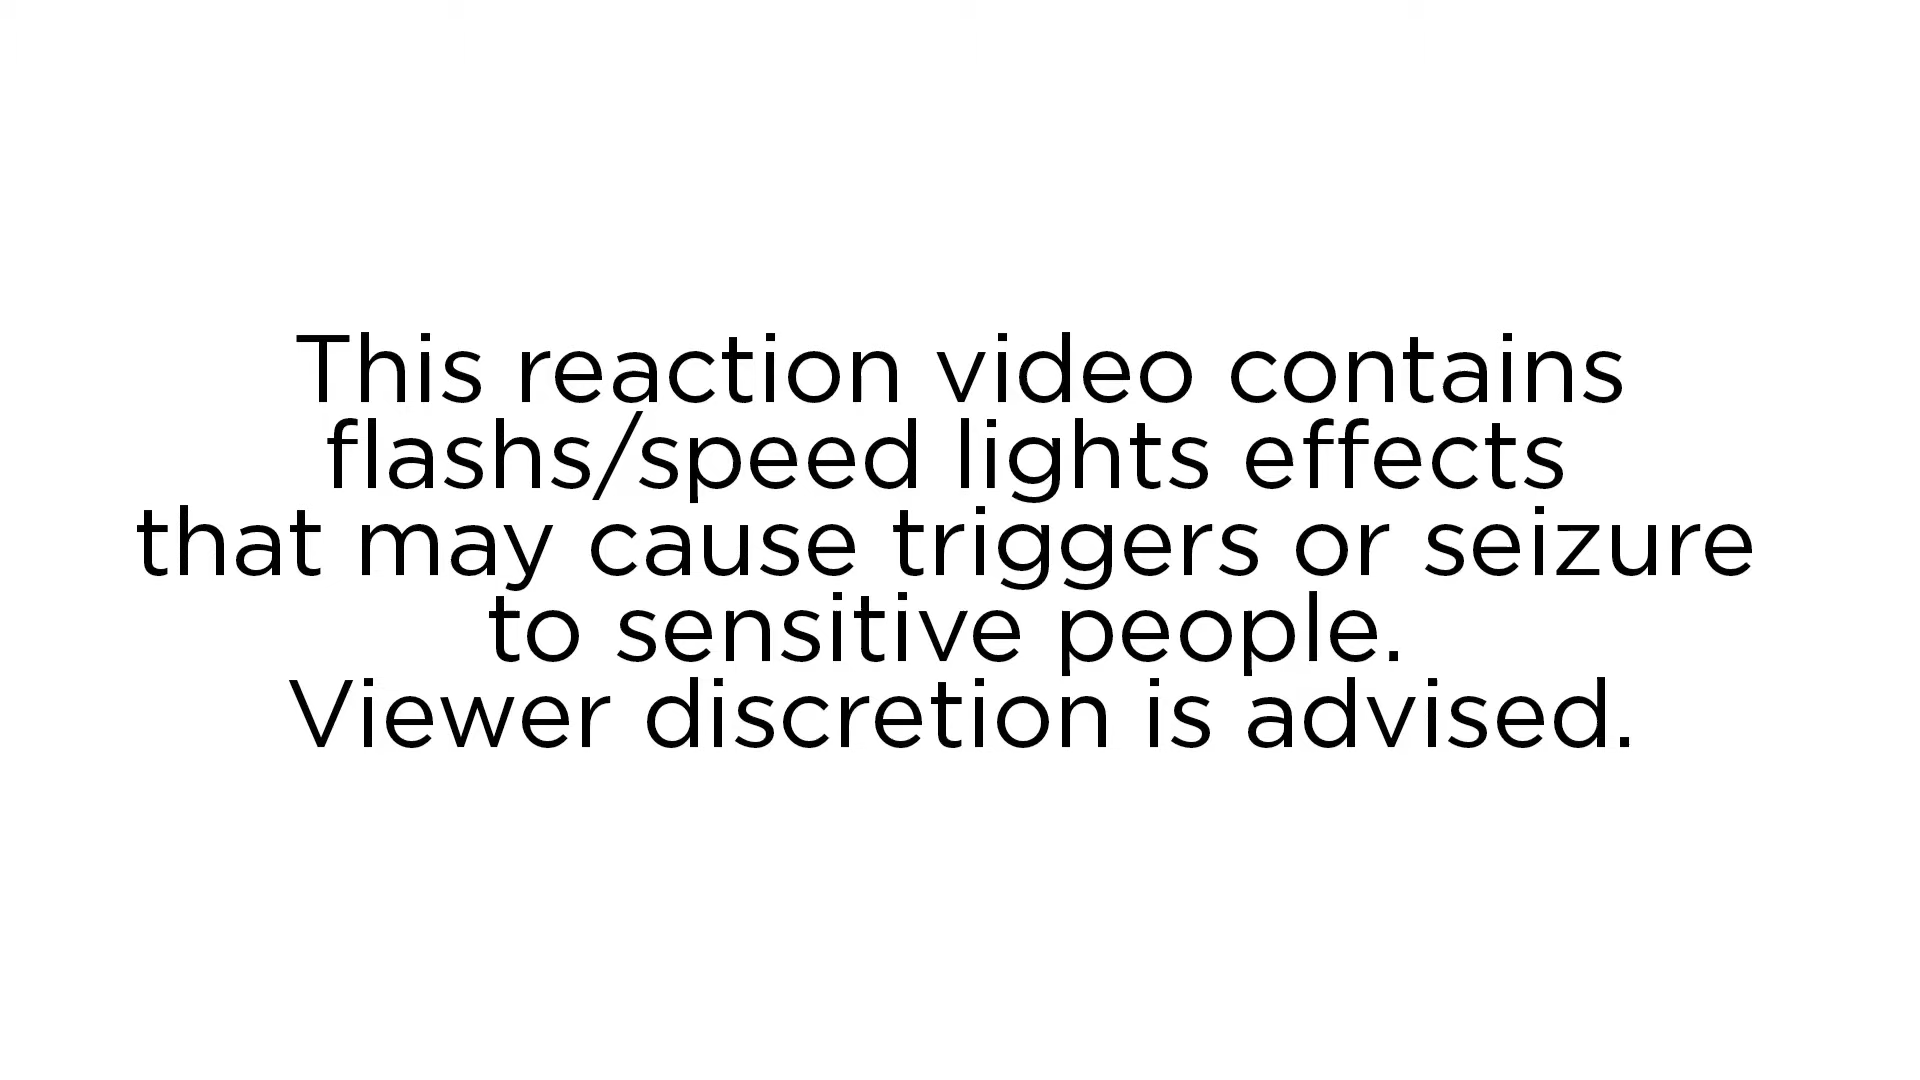 This reaction video contains
flashs/speed lights effects
that may cause triggers or seizure
to sensitive people.
Viewer discretion is advised.